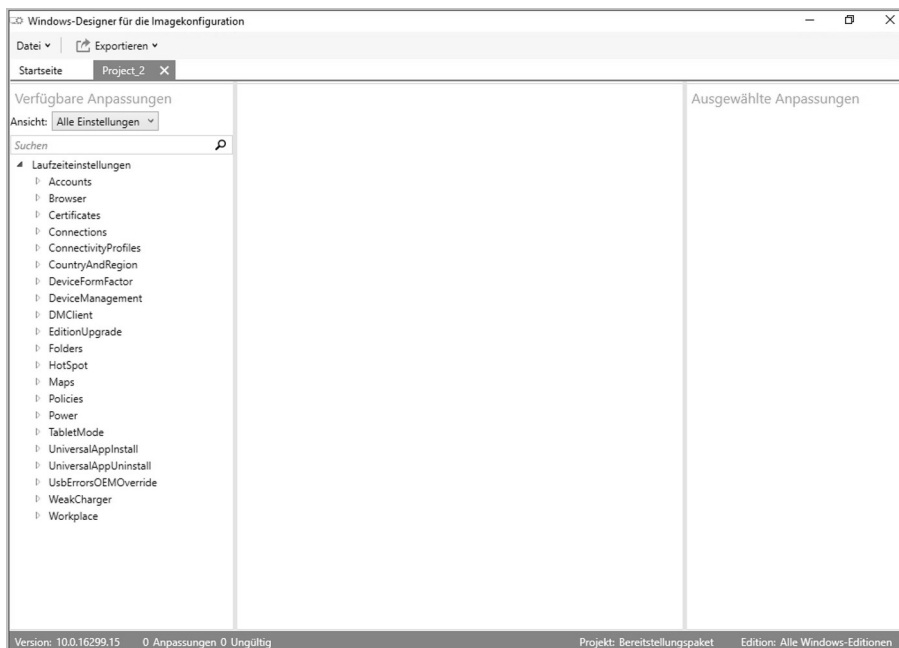 Windows-Designer für die Imagekonfiguration
Datei Exportieren
Startseite Project_2
Verfügbare Anpassungen
Ansicht: Alle Einstellungen
Suchen
Laufzeiteinstellungen
Accounts
Browser
Certificates
Connections
ConnectivityProfiles
CountryAndRegion
DeviceFormFactor
DeviceManagement
DMClient
EditionUpgrade
Folders
HotSpot
Maps
Policies
Power
TabletMode
UniversalAppInstall
UniversalAppUninstall
UsbErrorsOEMOverride
WeakCharger
Workplace
Ausgewählte Anpassungen
Version: 10.0.16299.15 0 Anpassungen 0 Ungültig Projekt: Bereitstellungspaket Edition: Alle Windows-Editionen